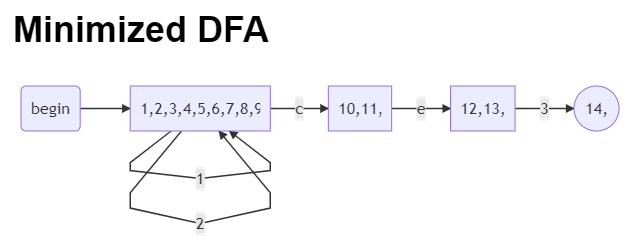 Minimized DFA
begin
1,2,3,4,5,6,7,8,9
c
10,11,
e
12,13,
3
14,
1
2